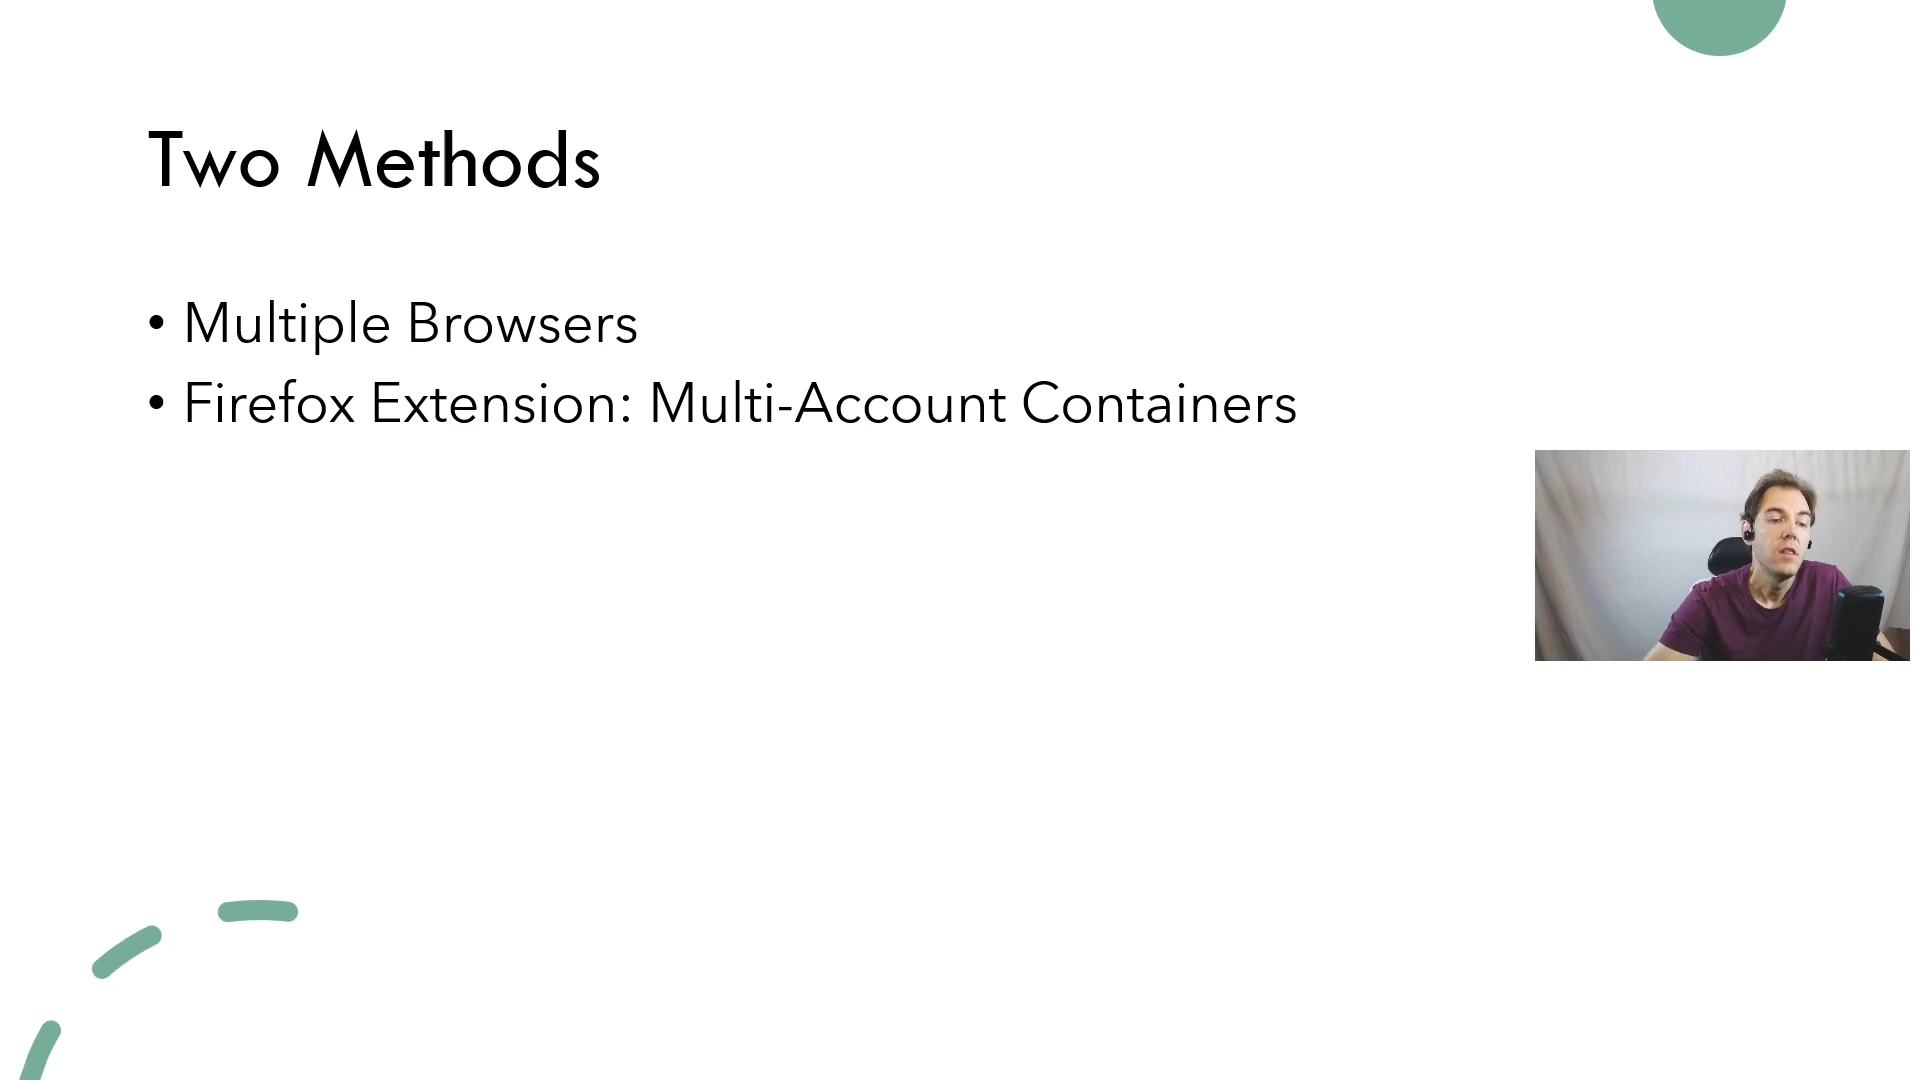 Two Methods
• Multiple Browsers
• Firefox Extension: Multi-Account Containers